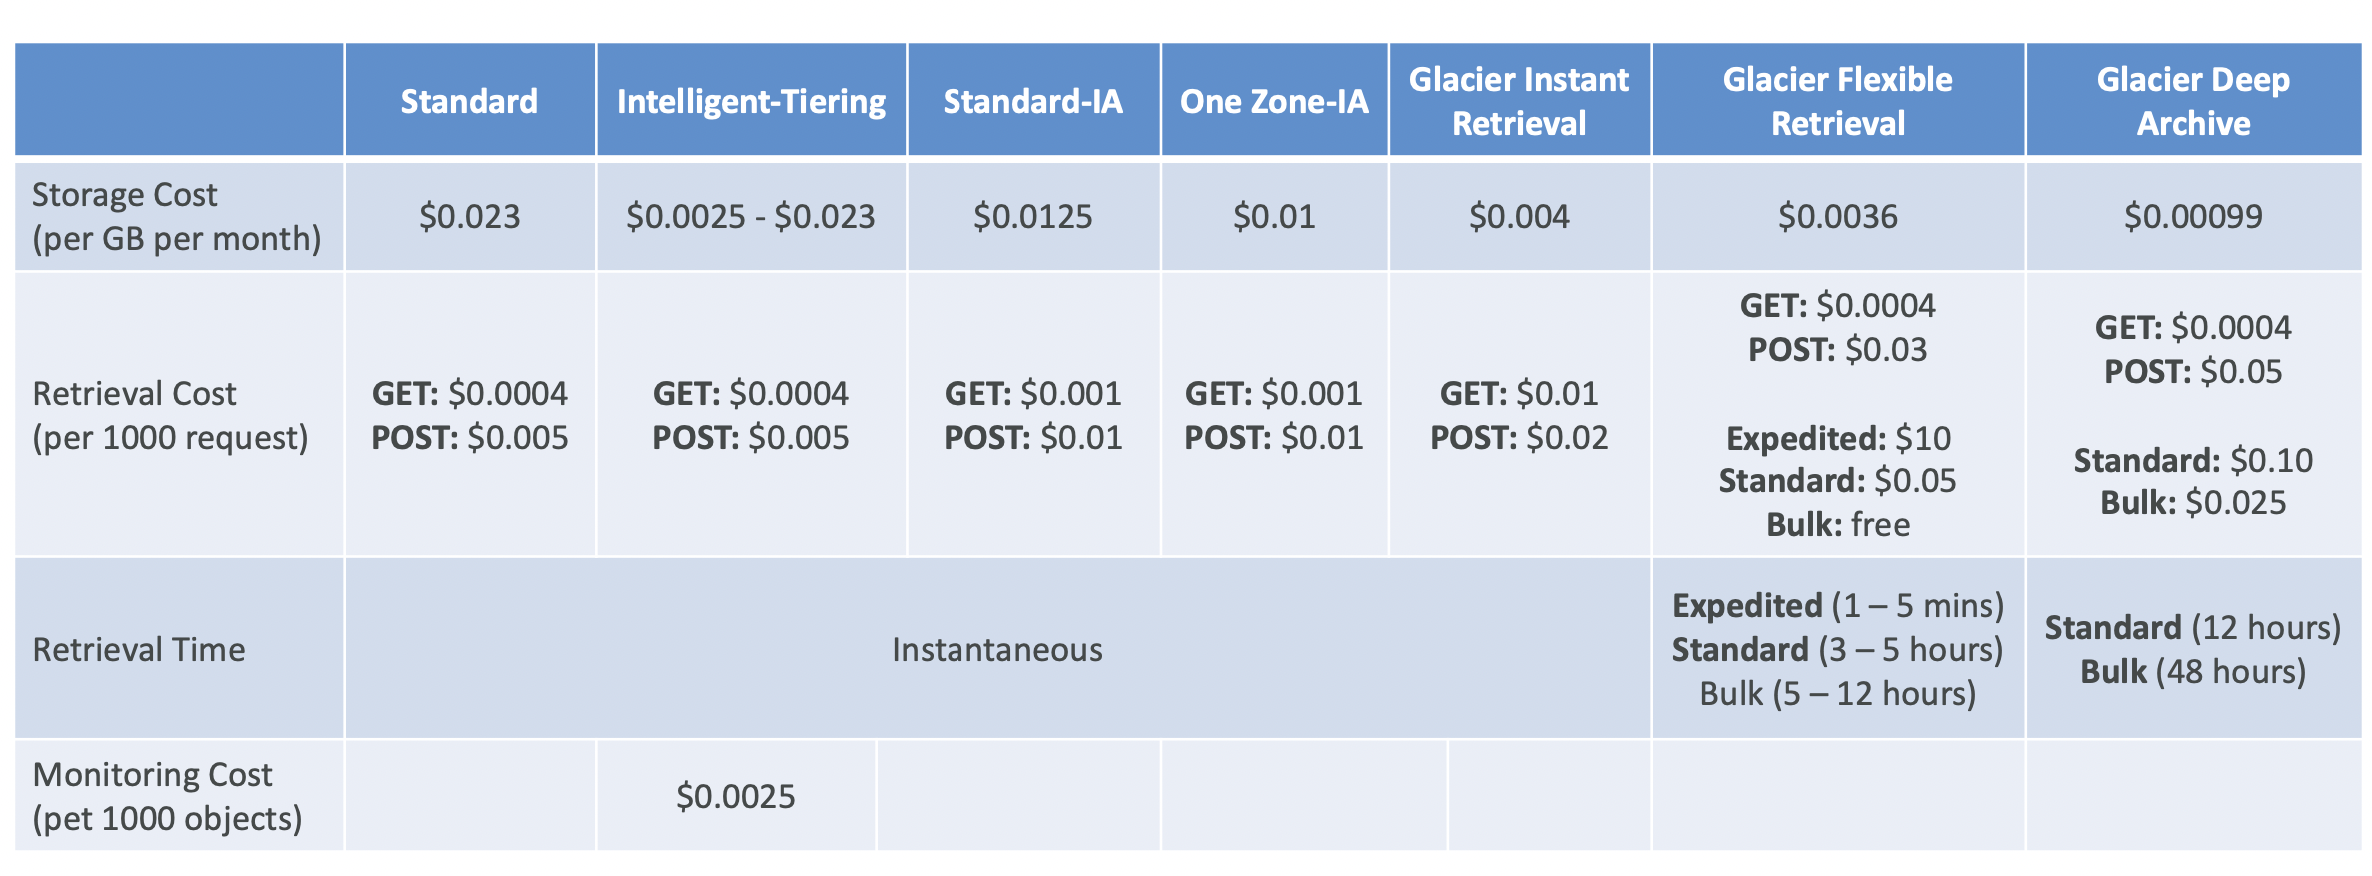 Standard
Intelligent-Tiering
Standard-IA
One Zone-IA
Glacier Instant
Retrieval
Glacier Flexible
Retrieval
Glacier Deep
Archive
Storage Cost
(per GB per month)
$0.023
$0.0025 - $0.023
$0.0125
$0.01
$0.004
$0.0036
$0.00099
Retrieval Cost
(per 1000 request)
GET: $0.0004
POST: $0.005
GET: $0.0004
POST: $0.005
GET: $0.001
POST: $0.01
GET: $0.001
POST: $0.01
GET: $0.01
POST: $0.02
GET: $0.0004
POST: $0.03
Expedited: $10
Standard: $0.05
Bulk: free
GET: $0.0004
POST: $0.05
Standard: $0.10
Bulk: $0.025
Retrieval Time
Instantaneous
Expedited (1 – 5 mins)
Standard (3 – 5 hours)
Bulk (5 – 12 hours)
Standard (12 hours)
Bulk (48 hours)
Monitoring Cost
(pet 1000 objects)
$0.0025